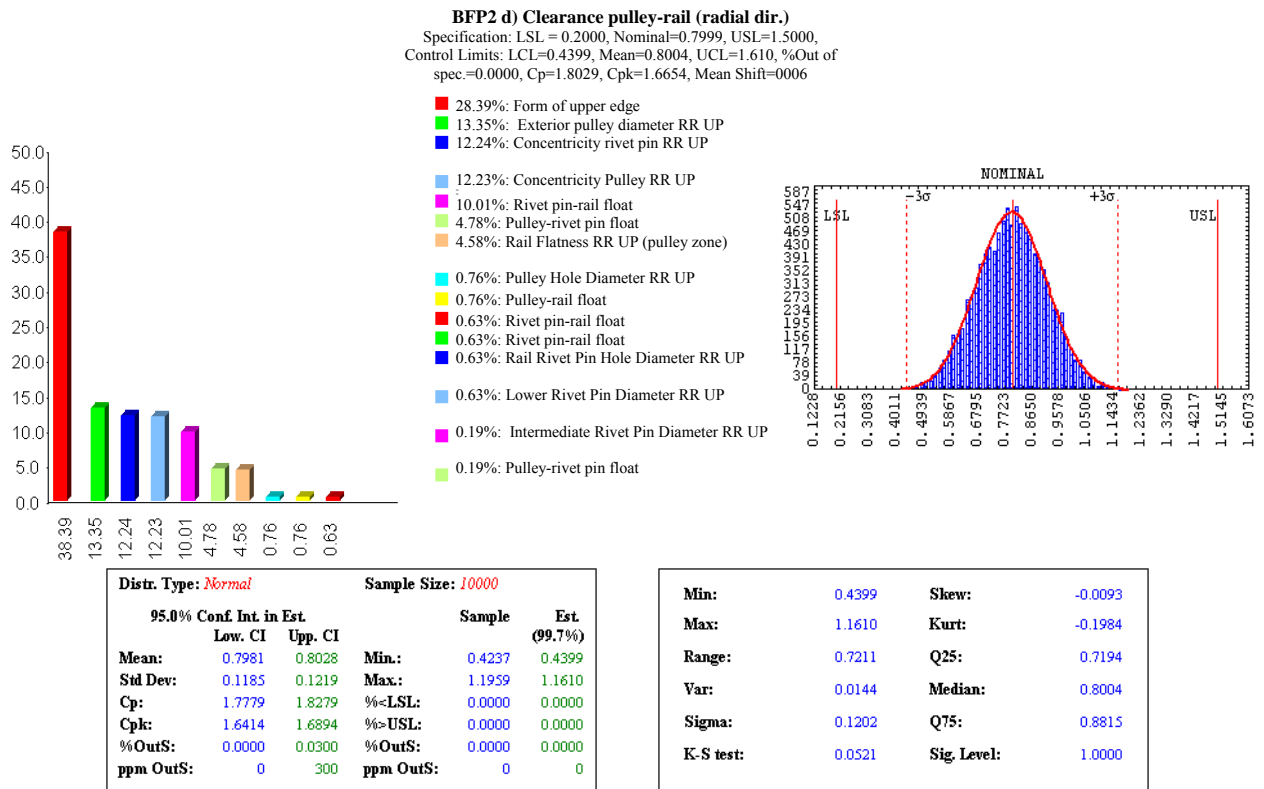 BFP2 d) Clearance pulley-rail (radial dir.)
Specification: LSL = 0.2000, Nominal=0.7999, USL=1.5000,
Control Limits: LCL=0.4399, Mean=0.8004, UCL=1.610, %Out of
spec.=0.0000, Cp=1.8029, Cpk=1.6654, Mean Shift=0006
28.39%: Form of upper edge
13.35%: Exterior pulley diameter RR UP
12.24%: Concentricity rivet pin RR UP
12.23%: Concentricity Pulley RR UP
:
10.01%: Rivet pin-rail float
4.78%: Pulley-rivet pin float
4.58%: Rail Flatness RR UP (pulley zone)
0.76%: Pulley Hole Diameter RR UP
0.76%: Pulley-rail float
0.63%: Rivet pin-rail float
0.63%: Rivet pin-rail float
0.63%: Rail Rivet Pin Hole Diameter RR UP
0.63%: Lower Rivet Pin Diameter RR UP
0.19%: Intermediate Rivet Pin Diameter RR UP
0.19%: Pulley-rivet pin float
50.0
45.0
40.0
35.0
30.0
25.0
20.0
15.0
10.0
5.0
0.0
38.39 13.35 12.24 12.23 10.01 4.78 4.58 0.76 0.76 0.63
NOMINAL
-3σ +3σ
LSL USL
587
547
508
469
430
391
352
313
273
234
195
156
117
78
39
0
0.1228 0.2156 0.3083 0.4011 0.4939 0.5867 0.6795 0.7723 0.8650 0.9578 1.0506 1.1434 1.2362 1.3290 1.4217 1.5145 1.6073
Distr. Type: Normal Sample Size: 10000
95.0% Conf. Int. in Est. Sample Est.
Low. CI Upp. CI (99.7%)
Mean: 0.7981 0.8028 Min.: 0.4237 0.4399
Std Dev: 0.1185 0.1219 Max.: 1.1959 1.1610
Cp: 1.7779 1.8279 %<LSL: 0.0000 0.0000
Cpk: 1.6414 1.6894 %>USL: 0.0000 0.0000
%OutS: 0.0000 0.0300 %OutS: 0.0000 0.0000
ppm OutS: 0 300 ppm OutS: 0 0
Min: 0.4399 Skew: -0.0093
Max: 1.1610 Kurt: -0.1984
Range: 0.7211 Q25: 0.7194
Var: 0.0144 Median: 0.8004
Sigma: 0.1202 Q75: 0.8815
K-S test: 0.0521 Sig. Level: 1.0000